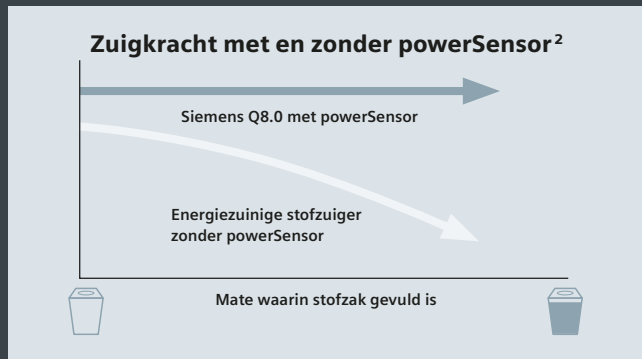 Zuigkracht met en zonder powerSensor²
Siemens Q8.0 met powerSensor
Energiezuinige stofzuiger
zonder powerSensor
Mate waarin stofzak gevuld is